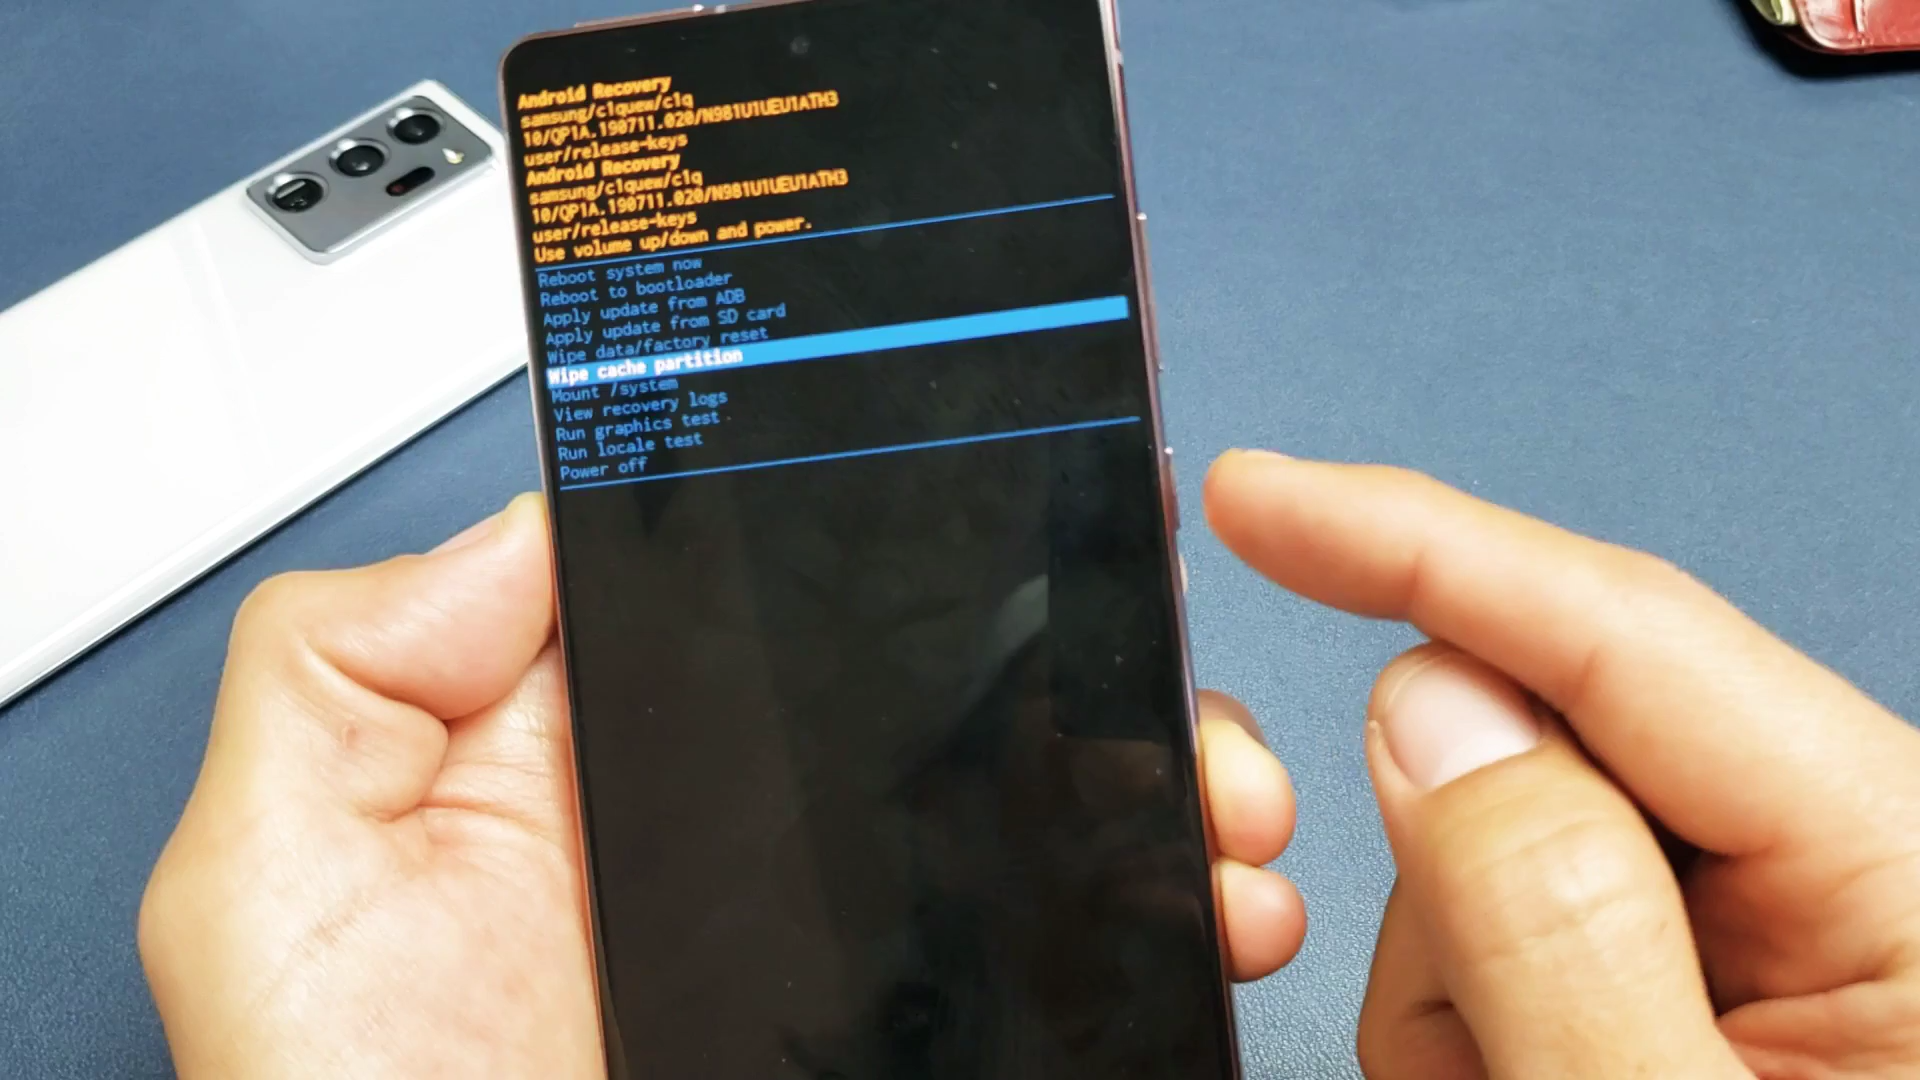 Android Recovery
samsung/c1quew/c1q
10/QP1A.190711.020/N981U1UEU1ATH3
user/release-keys
Android Recovery
samsung/c1quew/c1q
10/QP1A.190711.020/N981U1UEU1ATH3
user/release-keys
Use volume up/down and power.
Reboot system now
Reboot to bootloader
Apply update from ADB
Apply update from SD card
Wipe data/factory reset
Wipe cache partition
Mount /system
View recovery logs
Run graphics test
Run locale test
Power off